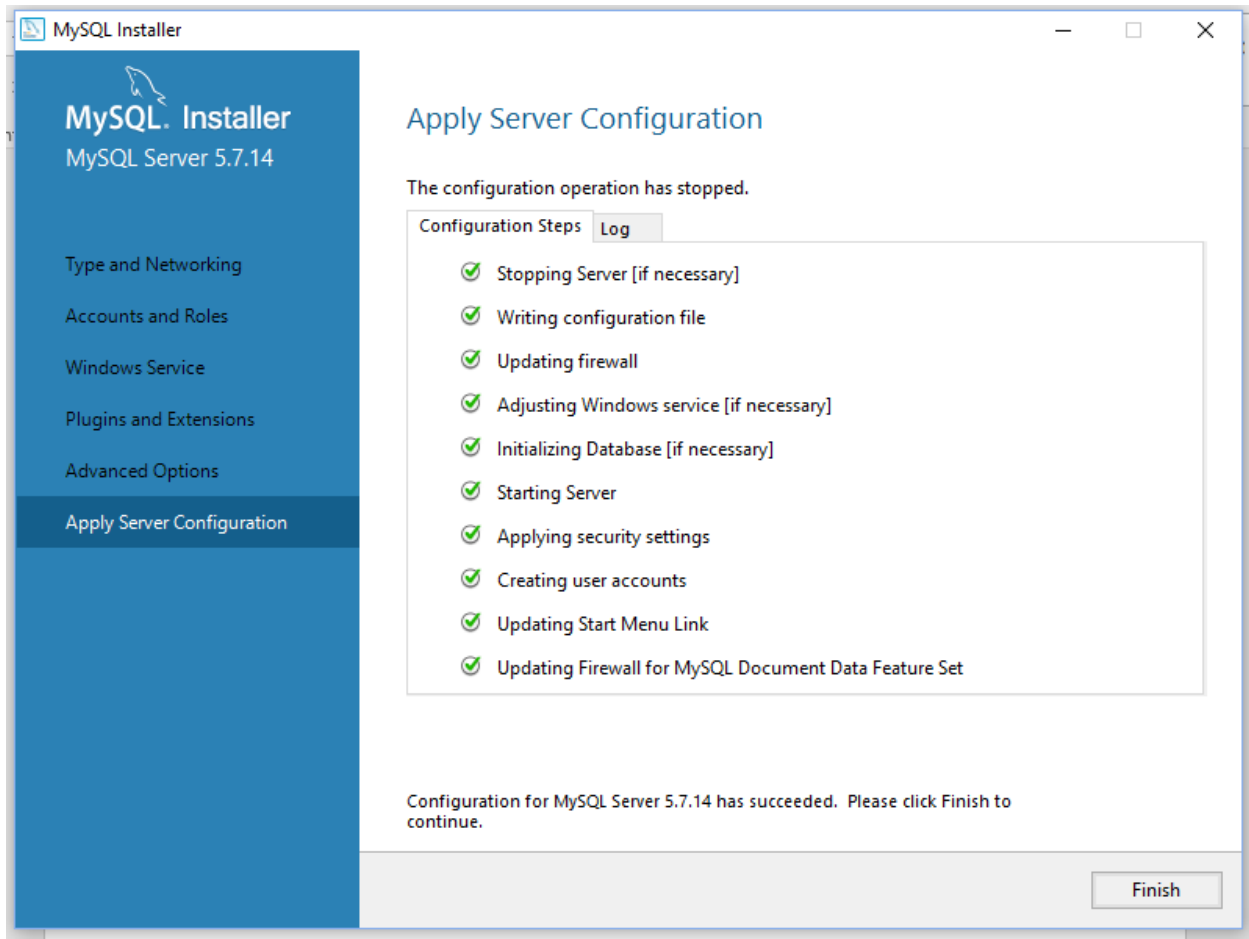 MySQL Installer
MySQL. Installer
MySQL Server 5.7.14
Type and Networking
Accounts and Roles
Windows Service
Plugins and Extensions
Advanced Options
Apply Server Configuration
Apply Server Configuration
The configuration operation has stopped.
Configuration Steps
Log
Stopping Server [if necessary]
Writing configuration file
Updating firewall
Adjusting Windows service [if necessary]
Initializing Database [if necessary]
Starting Server
Applying security settings
Creating user accounts
Updating Start Menu Link
Updating Firewall for MySQL Document Data Feature Set
Configuration for MySQL Server 5.7.14 has succeeded. Please click Finish to
continue.
Finish